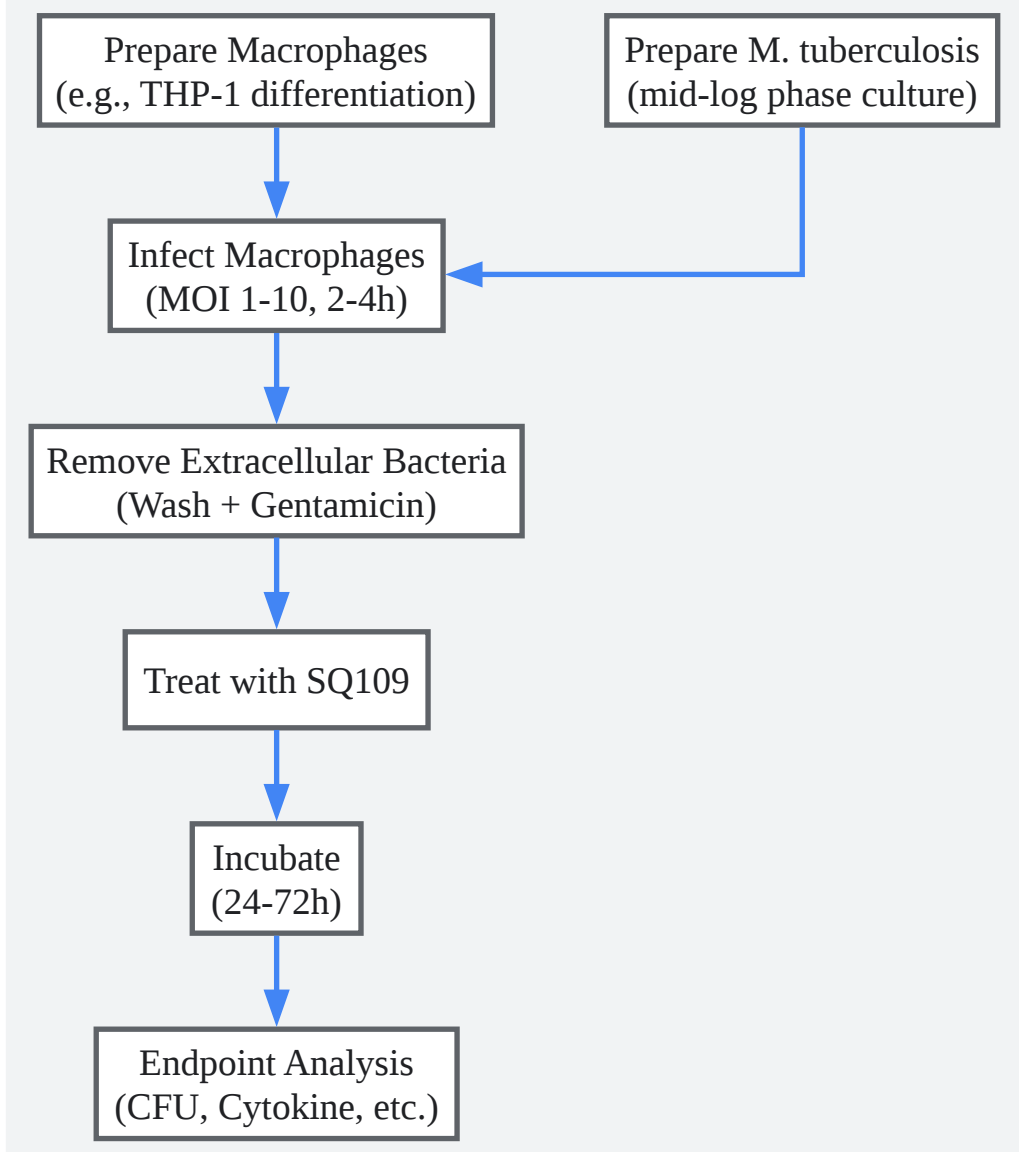 Prepare Macrophages
(e.g., THP-1 differentiation)
Prepare M. tuberculosis
(mid-log phase culture)
Infect Macrophages
(MOI 1-10, 2-4h)
Remove Extracellular Bacteria
(Wash + Gentamicin)
Treat with SQ109
Incubate
(24-72h)
Endpoint Analysis
(CFU, Cytokine, etc.)